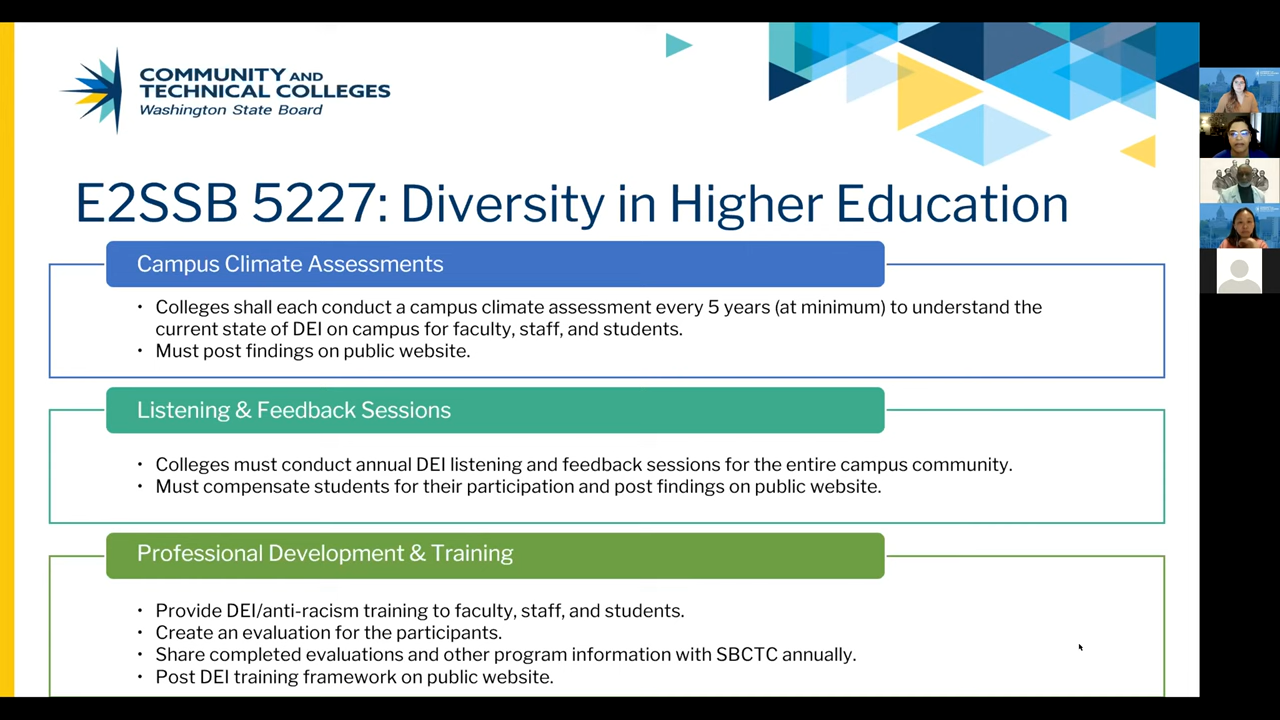 COMMUNITY AND
TECHNICAL COLLEGES
Washington State Board
E2SSB 5227: Diversity in Higher Education
Campus Climate Assessments
• Colleges shall each conduct a campus climate assessment every 5 years (at minimum) to understand the
current state of DEI on campus for faculty, staff, and students.
• Must post findings on public website.
Listening & Feedback Sessions
• Colleges must conduct annual DEI listening and feedback sessions for the entire campus community.
• Must compensate students for their participation and post findings on public website.
Professional Development & Training
• Provide DEI/anti-racism training to faculty, staff, and students.
• Create an evaluation for the participants.
• Share completed evaluations and other program information with SBCTC annually.
• Post DEI training framework on public website.